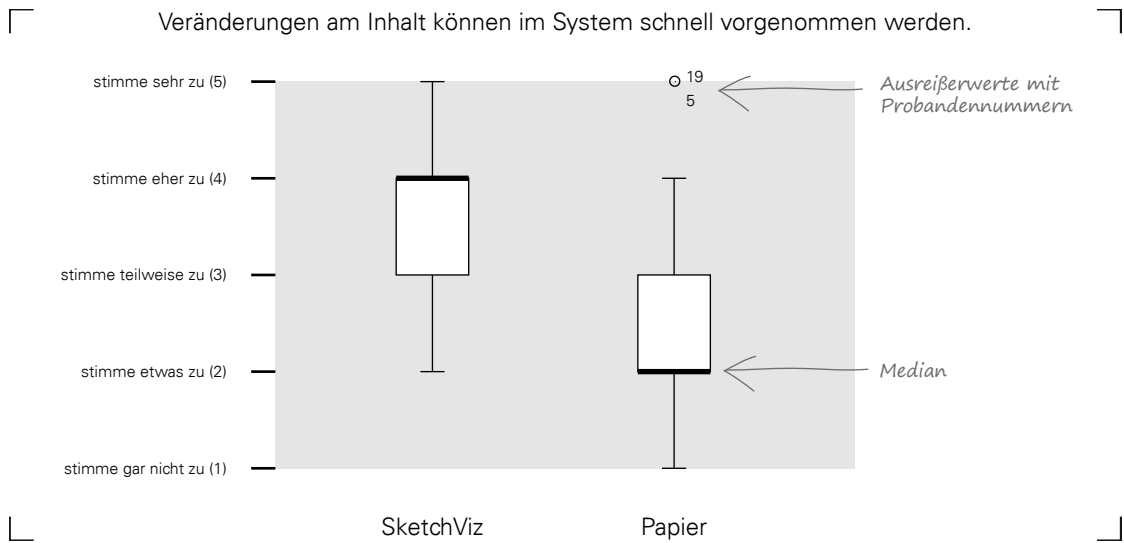 Veränderungen am Inhalt können im System schnell vorgenommen werden.
stimme sehr zu (5)
19
5
Ausreißerwerte mit
Probandennummern
stimme eher zu (4)
stimme teilweise zu (3)
stimme etwas zu (2)
Median
stimme gar nicht zu (1)
SketchViz
Papier